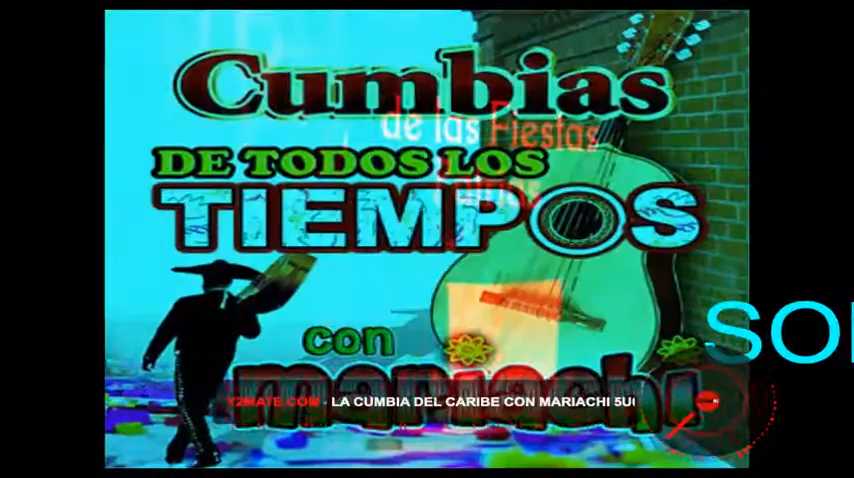 Cumbias
de las Fiestas
DE TODOS LOS
TIEMPOS
con
mariachi
Y2MATE.COM - LA CUMBIA DEL CARIBE CON MARIACHI 5U
SO